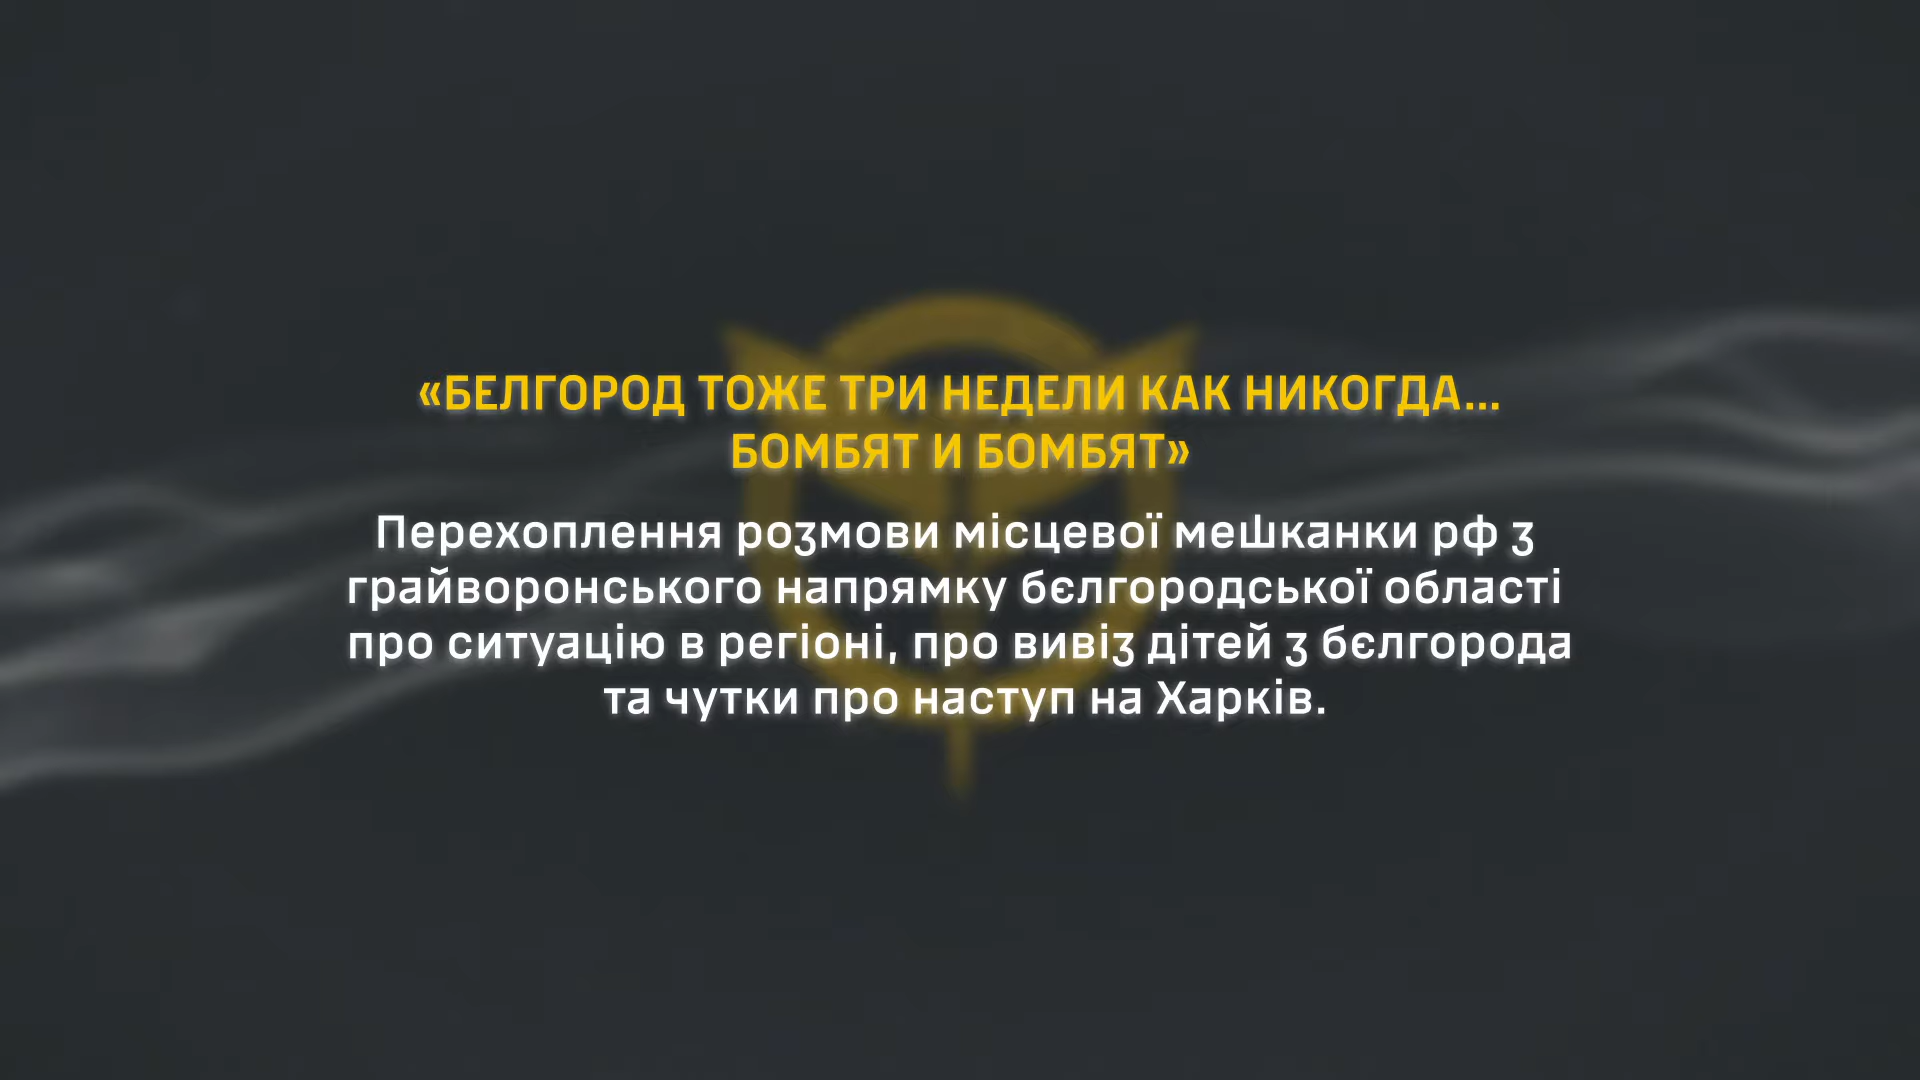 «БЕЛГОРОД ТОЖЕ ТРИ НЕДЕЛИ КАК НИКОГДА...
БОМБЯТ И БОМБЯТ»
Перехоплення розмови місцевої мешканки рф з
грайворонського напрямку бєлгородської області
про ситуацію в регіоні, про вивіз дітей з бєлгорода
та чутки про наступ на Харків.